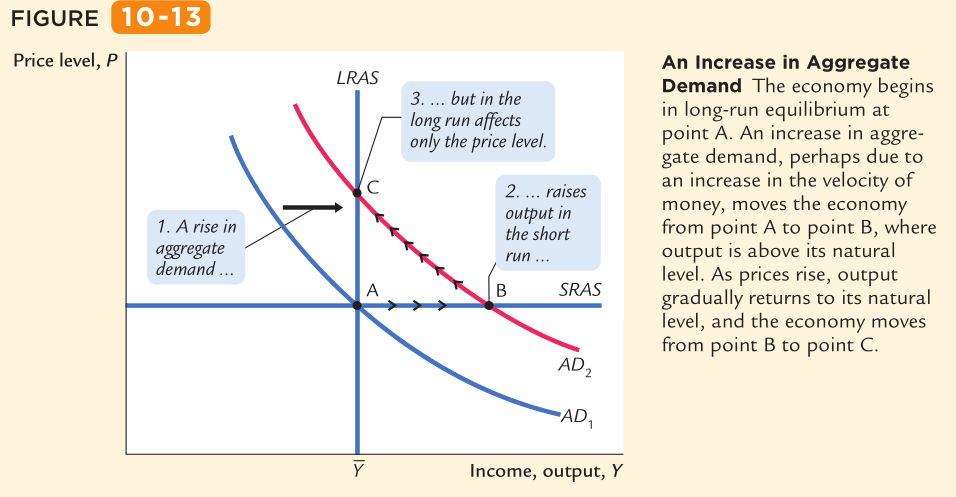 FIGURE 10-13
Price level, P
LRAS
3. ... but in the
long run affects
only the price level.
C
2. ... raises
output in
the short
run ...
1. A rise in
aggregate
demand ...
A
B
SRAS
AD2
AD1
Y̅
Income, output, Y
An Increase in Aggregate
Demand The economy begins
in long-run equilibrium at
point A. An increase in aggre-
gate demand, perhaps due to
an increase in the velocity of
money, moves the economy
from point A to point B, where
output is above its natural
level. As prices rise, output
gradually returns to its natural
level, and the economy moves
from point B to point C.